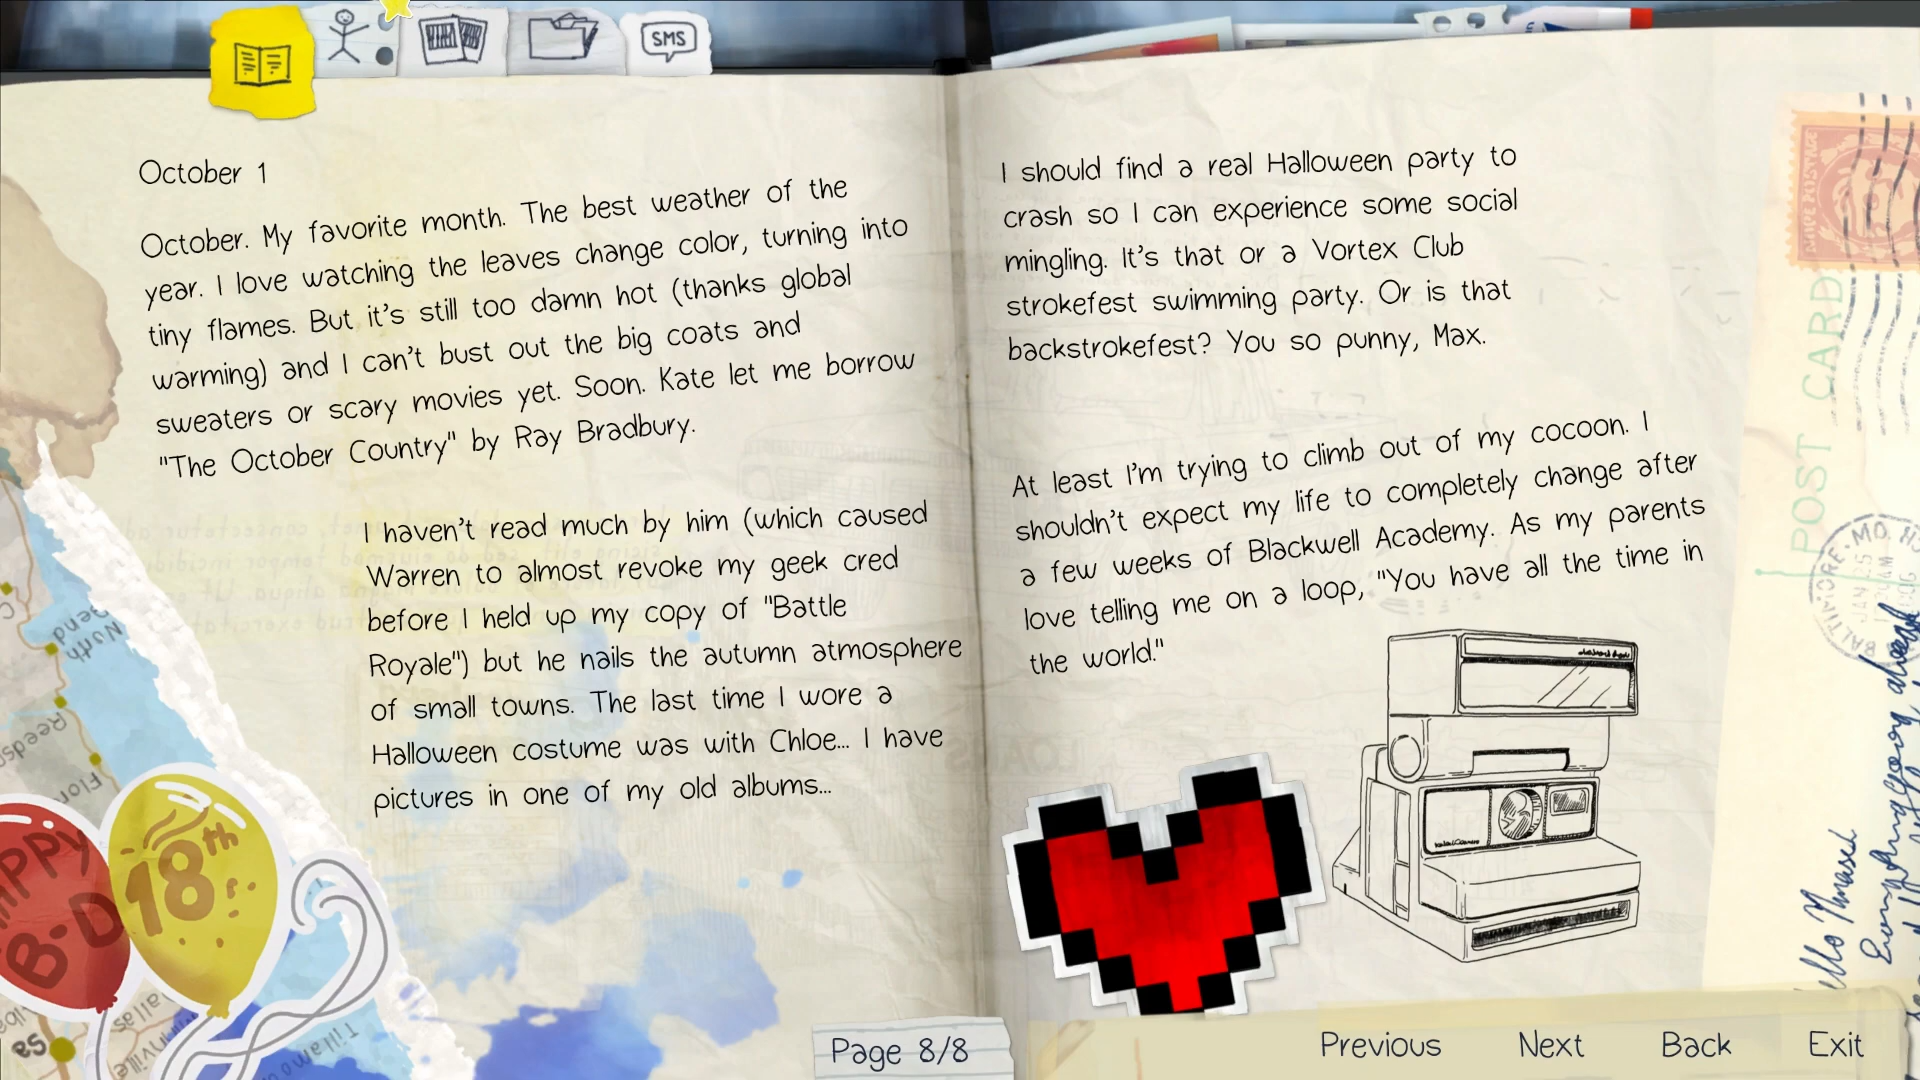 SMS
October 1
October. My favorite month. The best weather of the
year. I love watching the leaves change color, turning into
tiny flames. But it's still too damn hot (thanks global
warming) and I can't bust out the big coats and
sweaters or scary movies yet. Soon. Kate let me borrow
"The October Country" by Ray Bradbury.
I haven't read much by him (which caused
Warren to almost revoke my geek cred
before I held up my copy of "Battle
Royale") but he nails the autumn atmosphere
of small towns. The last time I wore a
Halloween costume was with Chloe... I have
pictures in one of my old albums...
I should find a real Halloween party to
crash so I can experience some social
mingling. It's that or a Vortex Club
strokefest swimming party. Or is that
backstrokefest? You so punny, Max.
At least I'm trying to climb out of my cocoon. I
shouldn't expect my life to completely change after
a few weeks of Blackwell Academy. As my parents
love telling me on a loop, "You have all the time in
the world."
POST CARD
North
Bend
B-D
18th
Page 8/8
Previous
Next
Back
Exit